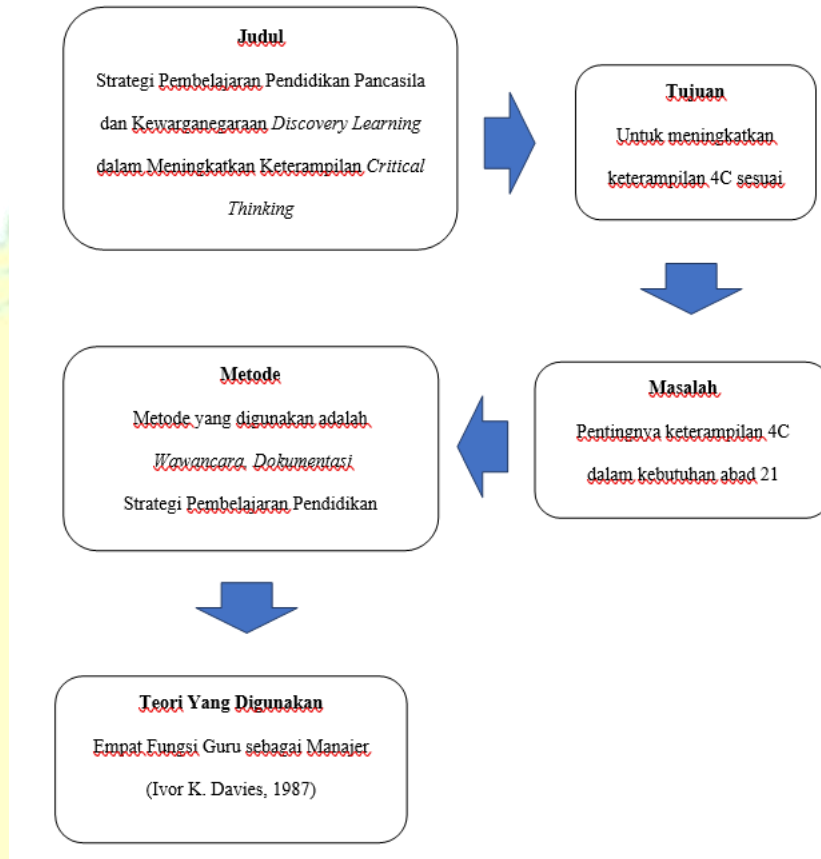 Judul
Strategi Pembelajaran Pendidikan Pancasila
dan Kewarganegaraan Discovery Learning
dalam Meningkatkan Keterampilan Critical
Thinking
Tujuan
Untuk meningkatkan
keterampilan 4C sesuai
Masalah
Pentingnya keterampilan 4C
dalam kebutuhan abad 21
Metode
Metode yang digunakan adalah
Wawancara, Dokumentasi
Strategi Pembelajaran Pendidikan
Teori Yang Digunakan
Empat Fungsi Guru sebagai Manajer
(Ivor K. Davies, 1987)